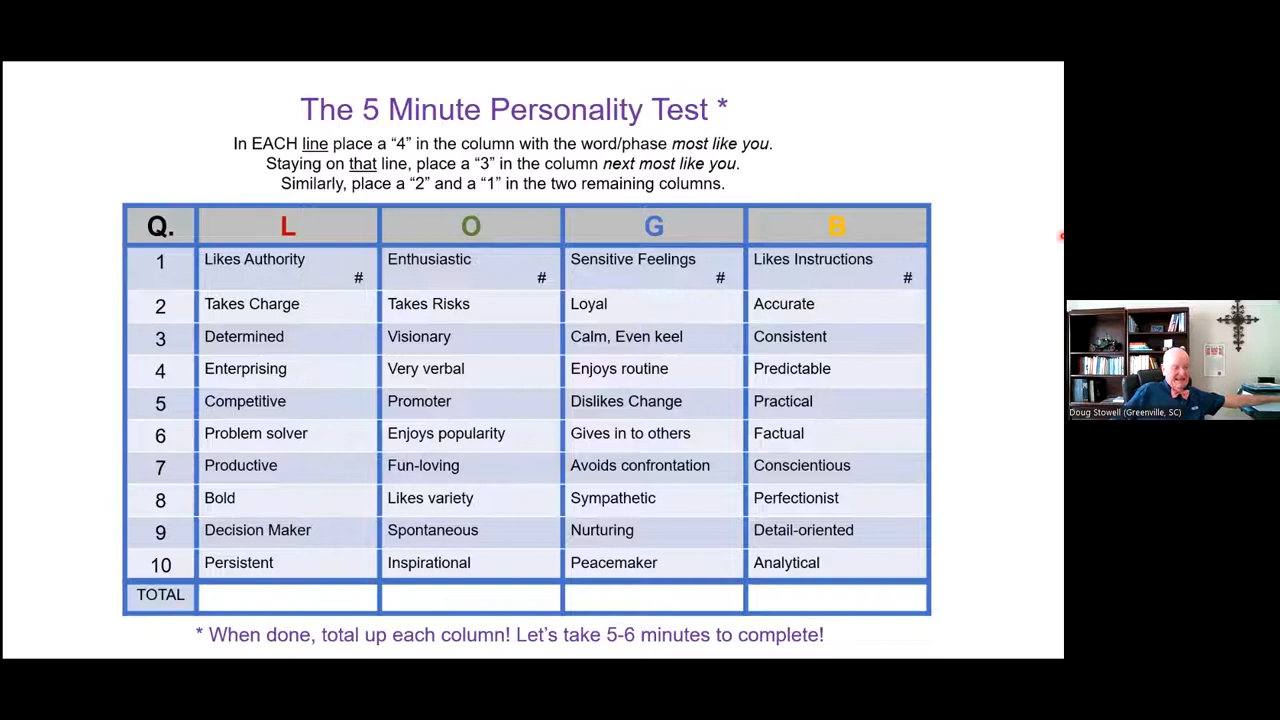 The 5 Minute Personality Test *
In EACH line place a “4” in the column with the word/phase most like you.
Staying on that line, place a “3” in the column next most like you.
Similarly, place a “2” and a “1” in the two remaining columns.
Q. L O G B
1 Likes Authority # Enthusiastic # Sensitive Feelings # Likes Instructions #
2 Takes Charge Takes Risks Loyal Accurate
3 Determined Visionary Calm, Even keel Consistent
4 Enterprising Very verbal Enjoys routine Predictable
5 Competitive Promoter Dislikes Change Practical
6 Problem solver Enjoys popularity Gives in to others Factual
7 Productive Fun-loving Avoids confrontation Conscientious
8 Bold Likes variety Sympathetic Perfectionist
9 Decision Maker Spontaneous Nurturing Detail-oriented
10 Persistent Inspirational Peacemaker Analytical
TOTAL
* When done, total up each column! Let’s take 5-6 minutes to complete!
Doug Stowell (Greenville, SC)